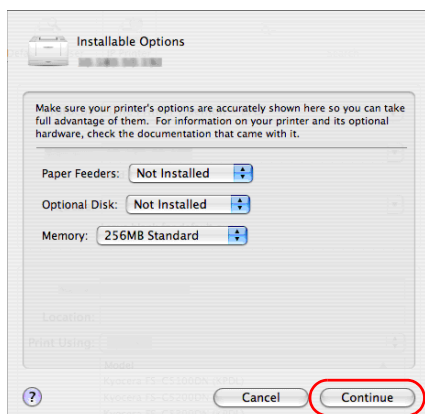 Installable Options
Make sure your printer's options are accurately shown here so you can take
full advantage of them. For information on your printer and its optional
hardware, check the documentation that came with it.
Paper Feeders: Not Installed
Optional Disk: Not Installed
Memory: 256MB Standard
Location:
Print Using:
Model
? Cancel Continue